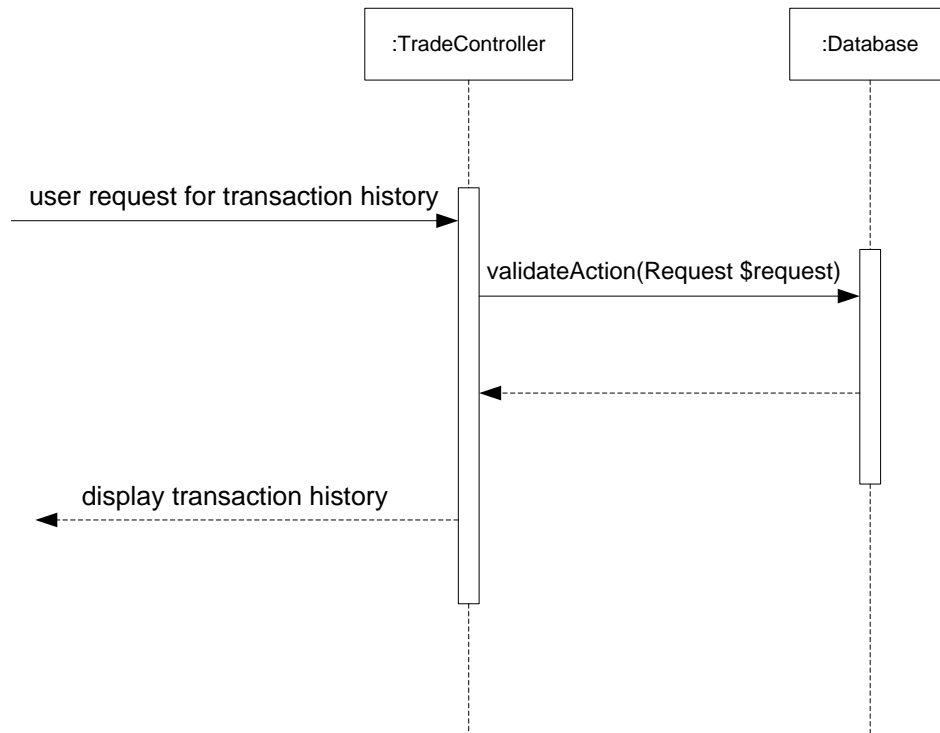 :TradeController
:Database
user request for transaction history
validateAction(Request $request)
display transaction history